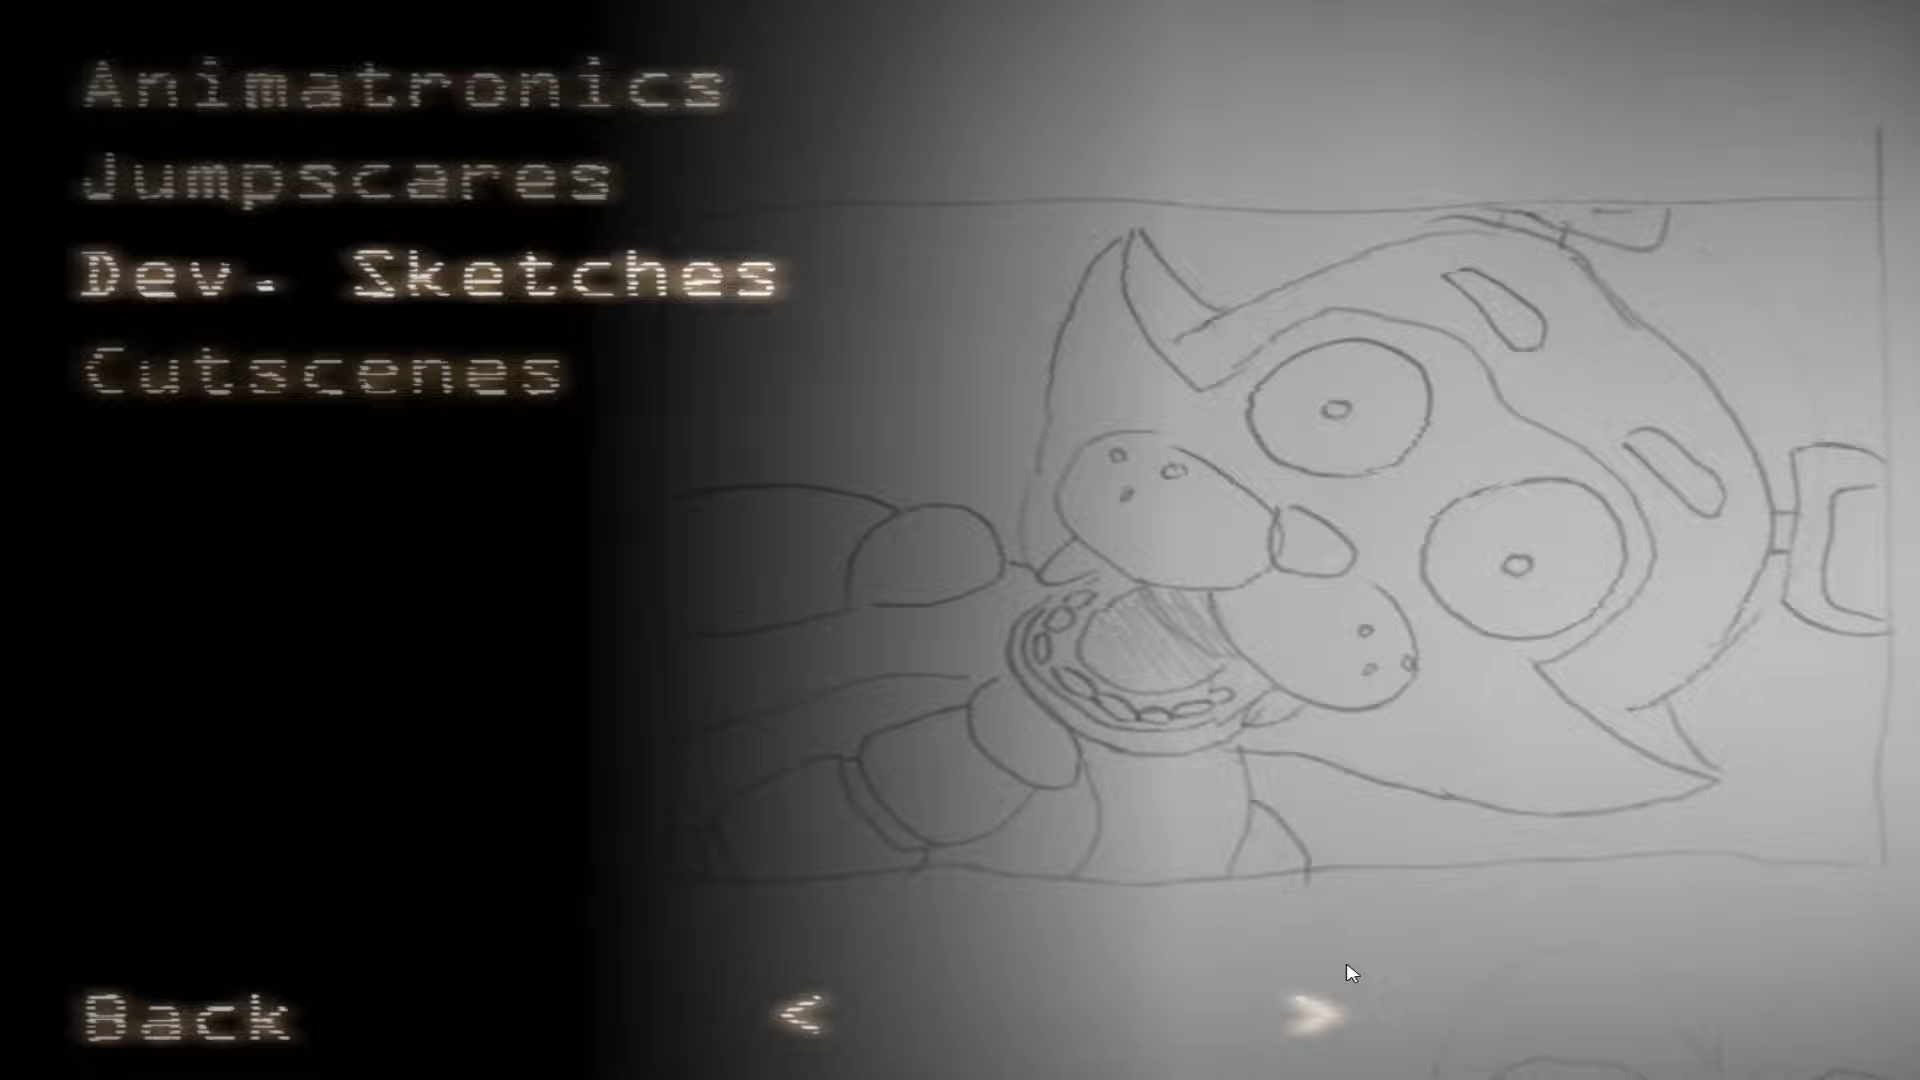 Animatronics
Jumpscares
Dev. Sketches
Cutscenes
Back
< >